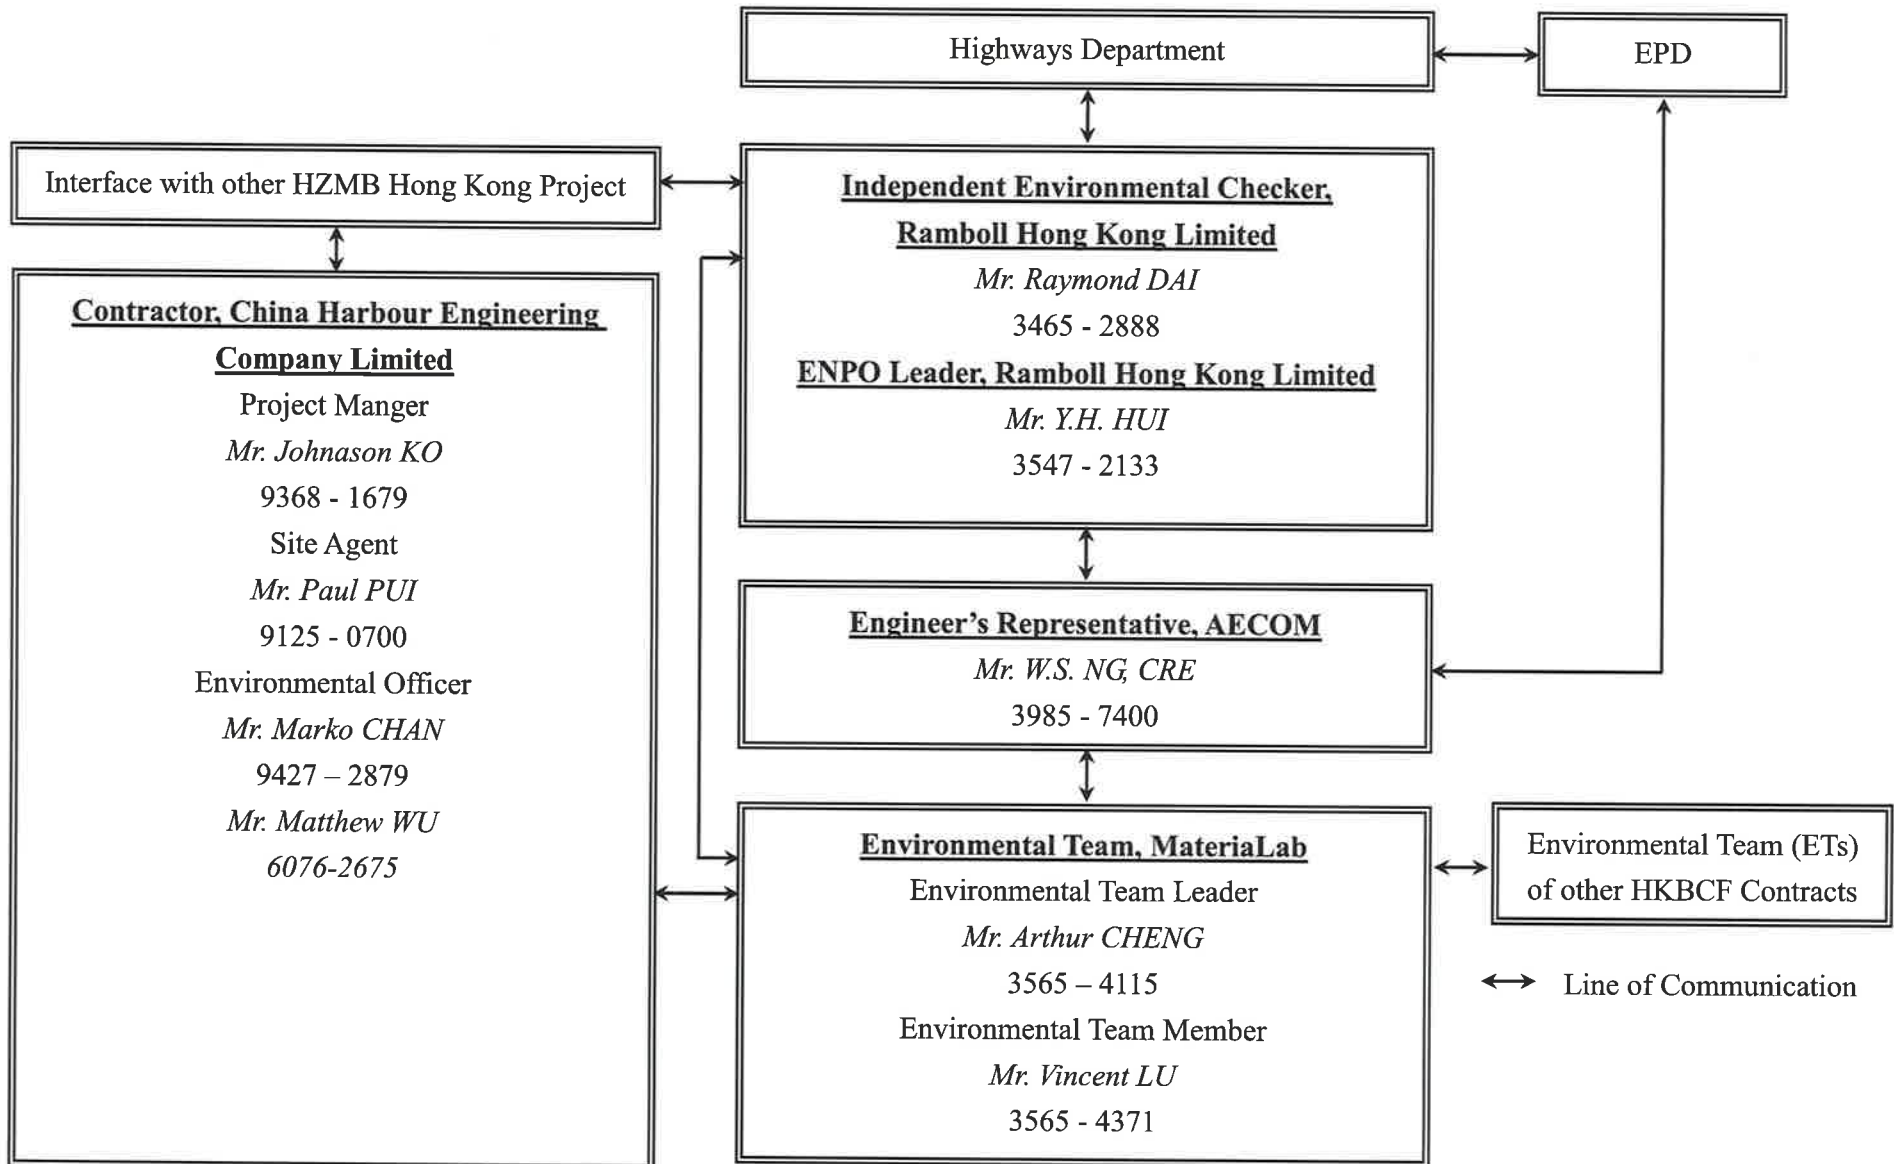 Highways Department
EPD
Interface with other HZMB Hong Kong Project
Independent Environmental Checker,
Ramboll Hong Kong Limited
Mr. Raymond DAI
3465 - 2888
ENPO Leader, Ramboll Hong Kong Limited
Mr. Y.H. HUI
3547 - 2133
Contractor, China Harbour Engineering
Company Limited
Project Manger
Mr. Johnason KO
9368 - 1679
Site Agent
Mr. Paul PUI
9125 - 0700
Environmental Officer
Mr. Marko CHAN
9427 – 2879
Mr. Matthew WU
6076-2675
Engineer’s Representative, AECOM
Mr. W.S. NG, CRE
3985 - 7400
Environmental Team, MateriaLab
Environmental Team Leader
Mr. Arthur CHENG
3565 – 4115
Environmental Team Member
Mr. Vincent LU
3565 - 4371
Environmental Team (ETs)
of other HKBCF Contracts
Line of Communication